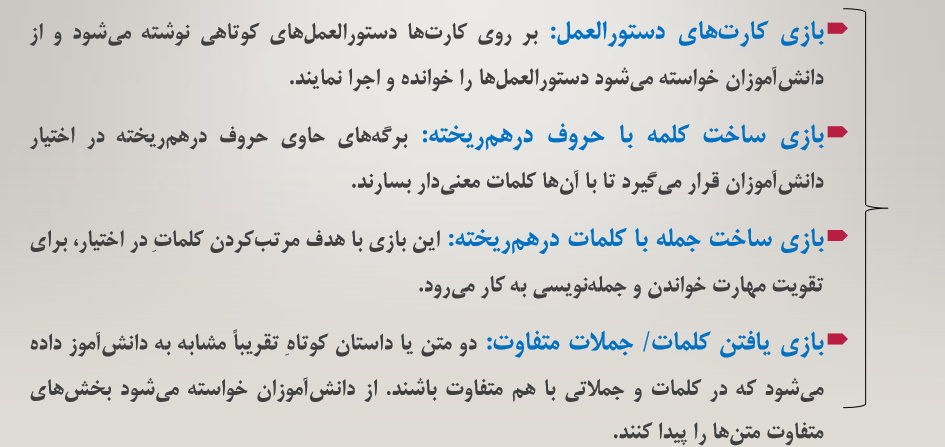 بازی کارت‌های دستورالعمل: بر روی کارت‌ها دستورالعمل‌های کوتاهی نوشته می‌شود و از
دانش‌آموزان خواسته می‌شود دستورالعمل‌ها را خوانده و اجرا نمایند.
بازی ساخت کلمه با حروف درهم‌ریخته: برگه‌های حاوی حروف درهم‌ریخته در اختیار
دانش‌آموزان قرار می‌گیرد تا با آن‌ها کلمات معنی‌دار بسارند.
بازی ساخت جمله با کلمات درهم‌ریخته: این بازی با هدف مرتب‌کردن کلماتِ در اختیار، برای
تقویت مهارت خواندن و جمله‌نویسی به کار می‌رود.
بازی یافتن کلمات/ جملات متفاوت: دو متن یا داستان کوتاهِ تقریباً مشابه به دانش‌آموز داده
می‌شود که در کلمات و جملاتی با هم متفاوت باشند. از دانش‌آموزان خواسته می‌شود بخش‌های
متفاوت متن‌ها را پیدا کنند.